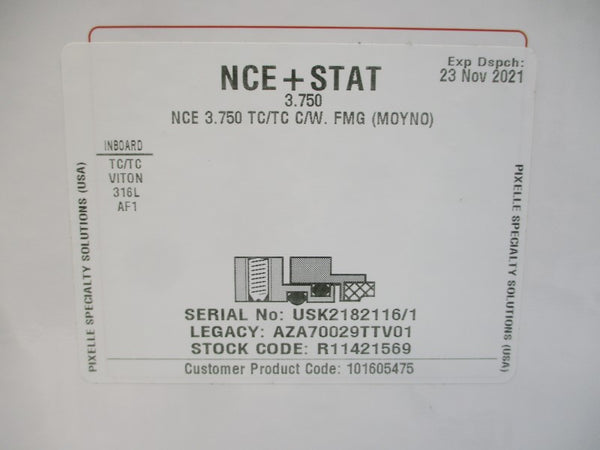 Exp Dspch:
23 Nov 2021
NCE+STAT
3.750
NCE 3.750 TC/TC C/W. FMG (MOYNO)
INBOARD
TC/TC
VITON
316L
AF1
PIXELLE SPECIALTY SOLUTIONS (USA)
PIXELLE SPECIALTY SOLUTIONS (USA)
SERIAL No: USK2182116/1
LEGACY: AZA70029TTV01
STOCK CODE: R11421569
Customer Product Code: 101605475